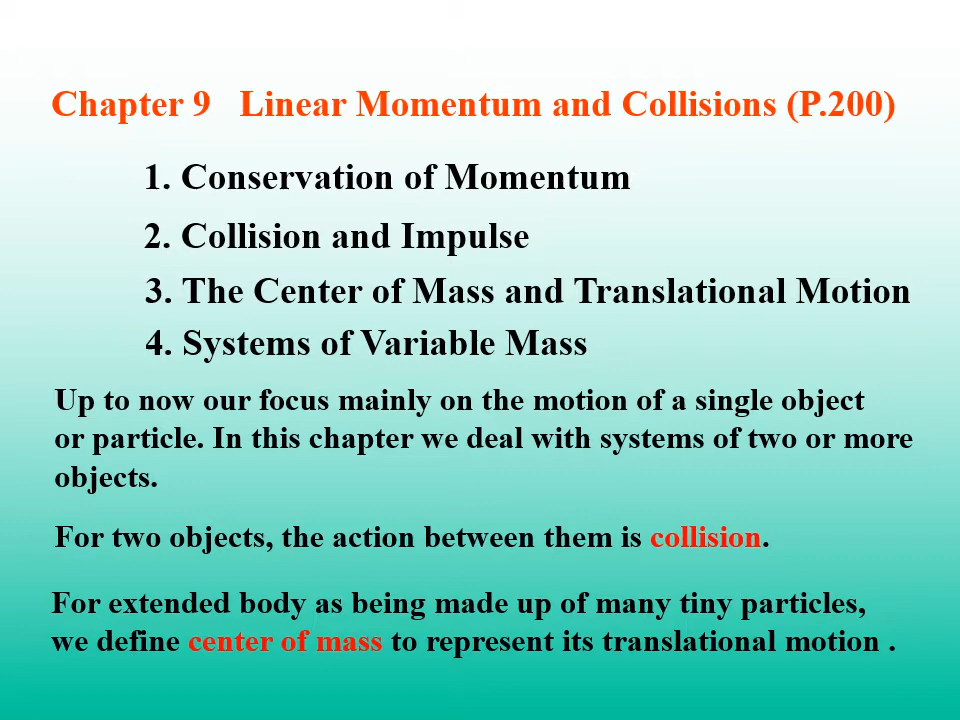 Chapter 9 Linear Momentum and Collisions (P.200)
1. Conservation of Momentum
2. Collision and Impulse
3. The Center of Mass and Translational Motion
4. Systems of Variable Mass
Up to now our focus mainly on the motion of a single object
or particle. In this chapter we deal with systems of two or more
objects.
For two objects, the action between them is collision.
For extended body as being made up of many tiny particles,
we define center of mass to represent its translational motion .